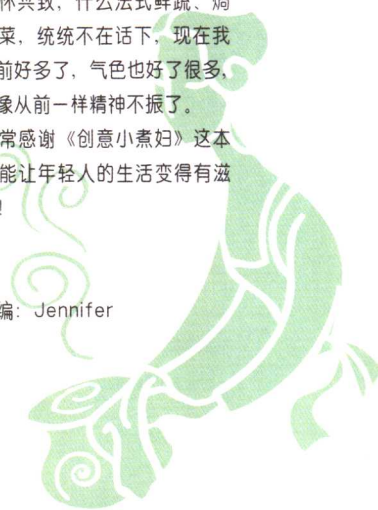 怀兴致，什么法式鲜蔬、焗
菜，统统不在话下，现在我
前好多了，气色也好了很多，
像从前一样精神不振了。
常感谢《创意小煮妇》这本
能让年轻人的生活变得有滋
！
编：Jennifer